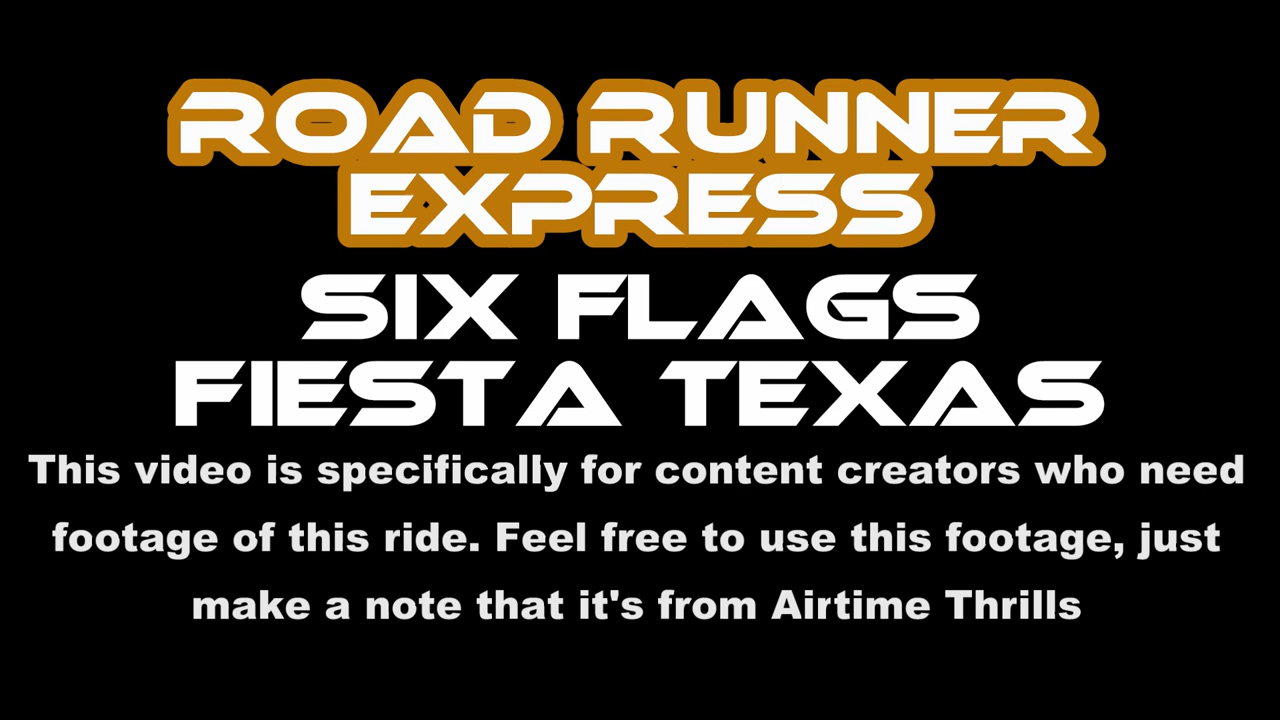 ROAD RUNNER
EXPRESS
SIX FLAGS
FIESTA TEXAS
This video is specifically for content creators who need
footage of this ride. Feel free to use this footage, just
make a note that it's from Airtime Thrills